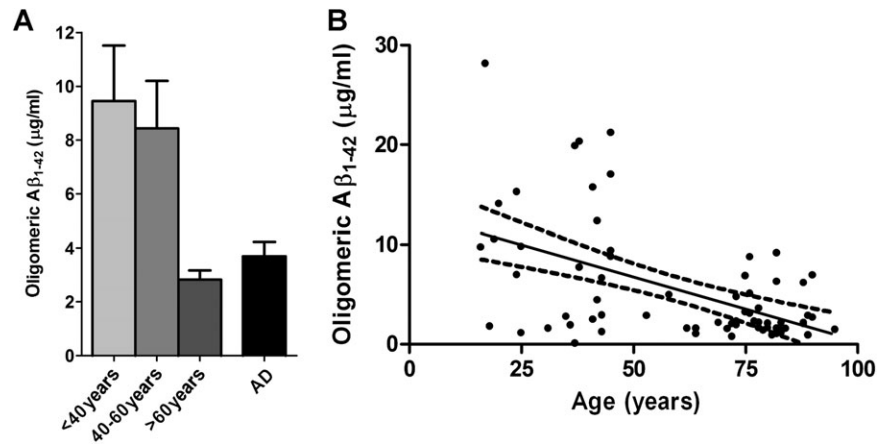 A
Oligomeric Aβ1-42 (μg/ml)
12
10
8
6
4
2
0
<40years
40-60years
>60years
AD
B
Oligomeric Aβ1-42 (μg/ml)
30
20
10
0
0
25
50
75
100
Age (years)